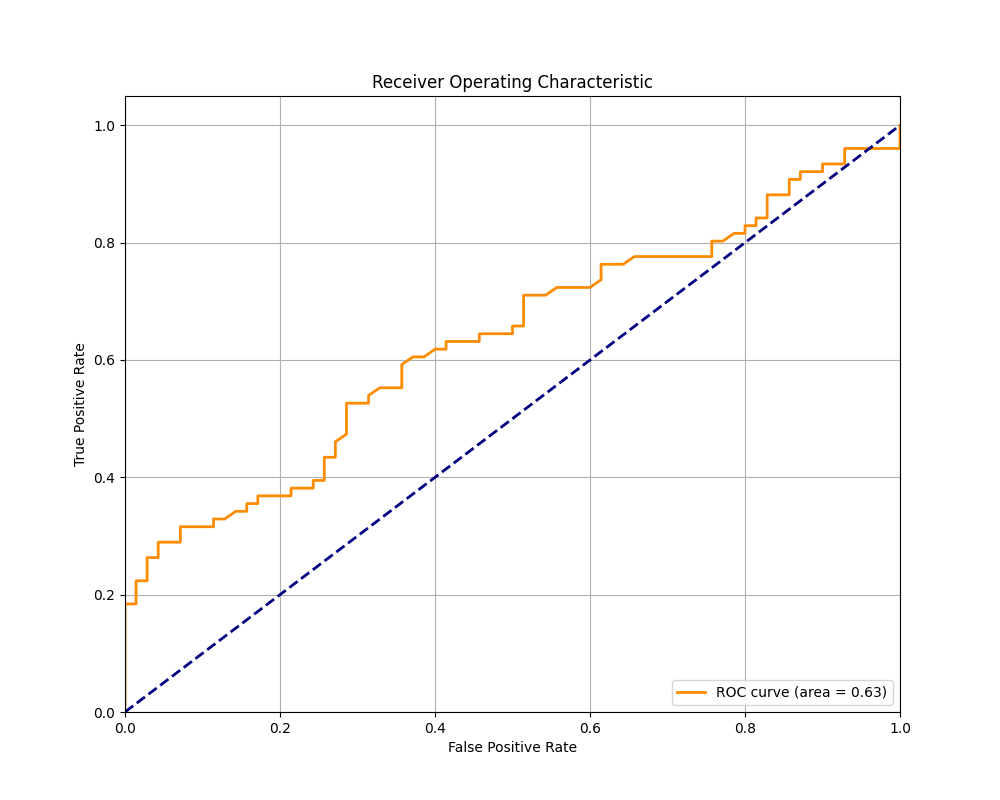 Receiver Operating Characteristic
True Positive Rate
1.0
0.8
0.6
0.4
0.2
0.0
ROC curve (area = 0.63)
0.0 0.2 0.4 0.6 0.8 1.0
False Positive Rate